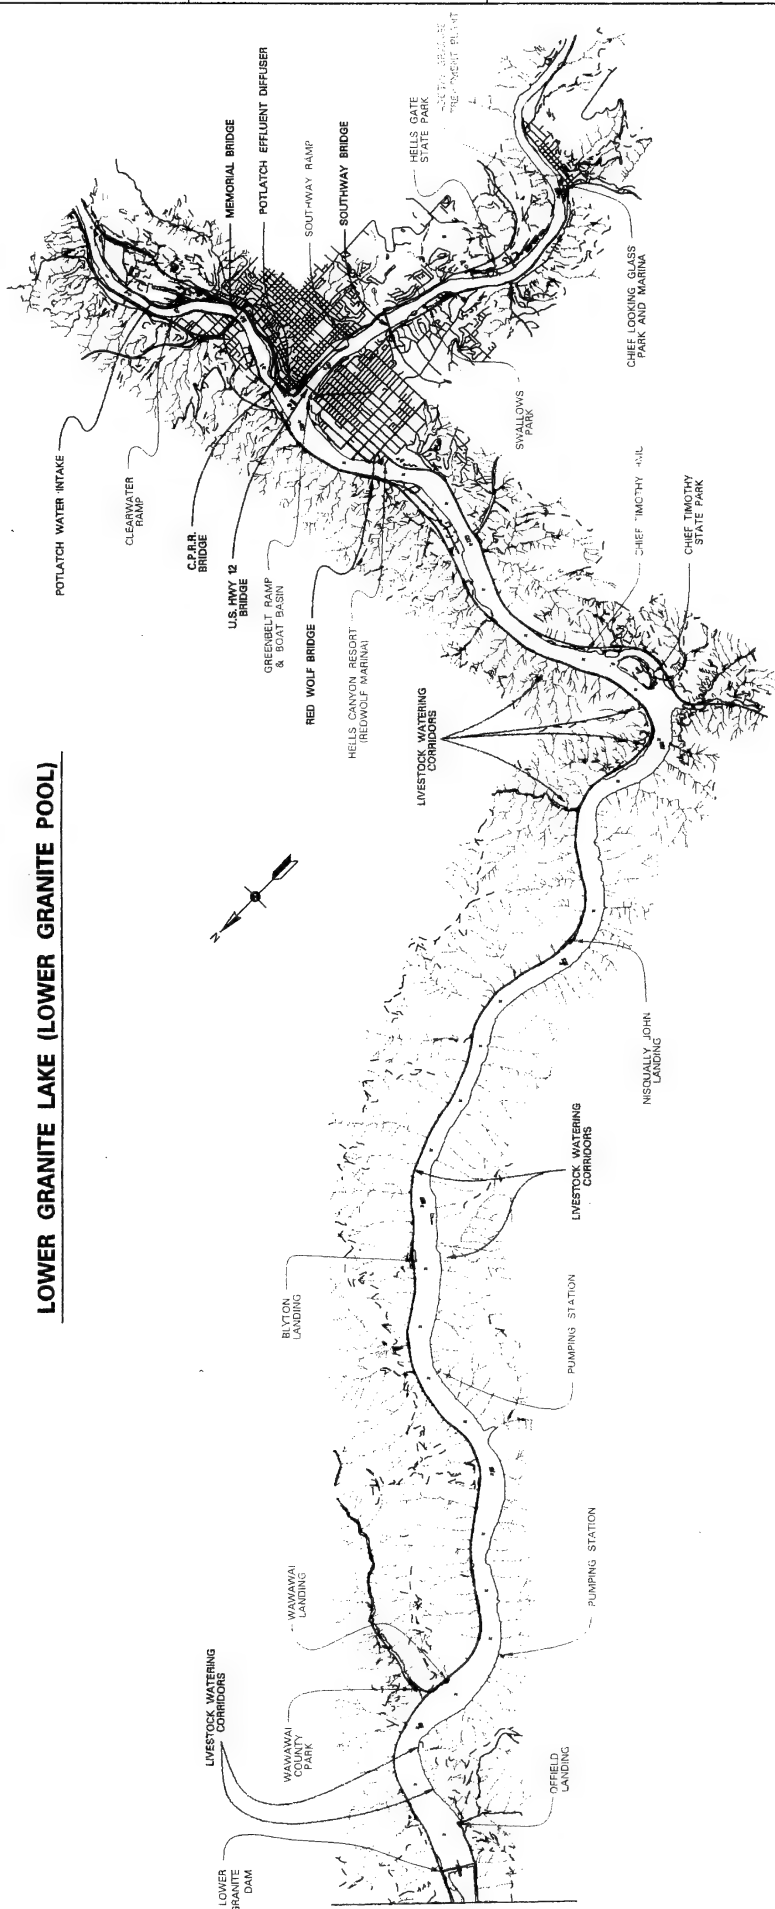 LOWER GRANITE LAKE (LOWER GRANITE POOL)
N
LOWER
GRANITE
DAM
LIVESTOCK WATERING
CORRIDORS
WAWAWAI
COUNTY
PARK
WAWAWAI
LANDING
BLYTON
LANDING
OFFIELD
LANDING
PUMPING STATION
PUMPING STATION
LIVESTOCK WATERING
CORRIDORS
NISQUALLY JOHN
LANDING
LIVESTOCK WATERING
CORRIDORS
CHIEF TIMOTHY
CHIEF TIMOTHY
STATE PARK
HELLS CANYON RESORT
(REDWOLF MARINA)
RED WOLF BRIDGE
GREENBELT RAMP
& BOAT BASIN
U.S. HWY 12
BRIDGE
C.P.R.R.
BRIDGE
CLEARWATER
RAMP
POTLATCH WATER INTAKE
SWALLOWS
PARK
CHIEF LOOKING GLASS
PARK AND MARINA
MEMORIAL BRIDGE
POTLATCH EFFLUENT DIFFUSER
SOUTHWAY RAMP
SOUTHWAY BRIDGE
HELLS GATE
STATE PARK
TREATMENT PLANT